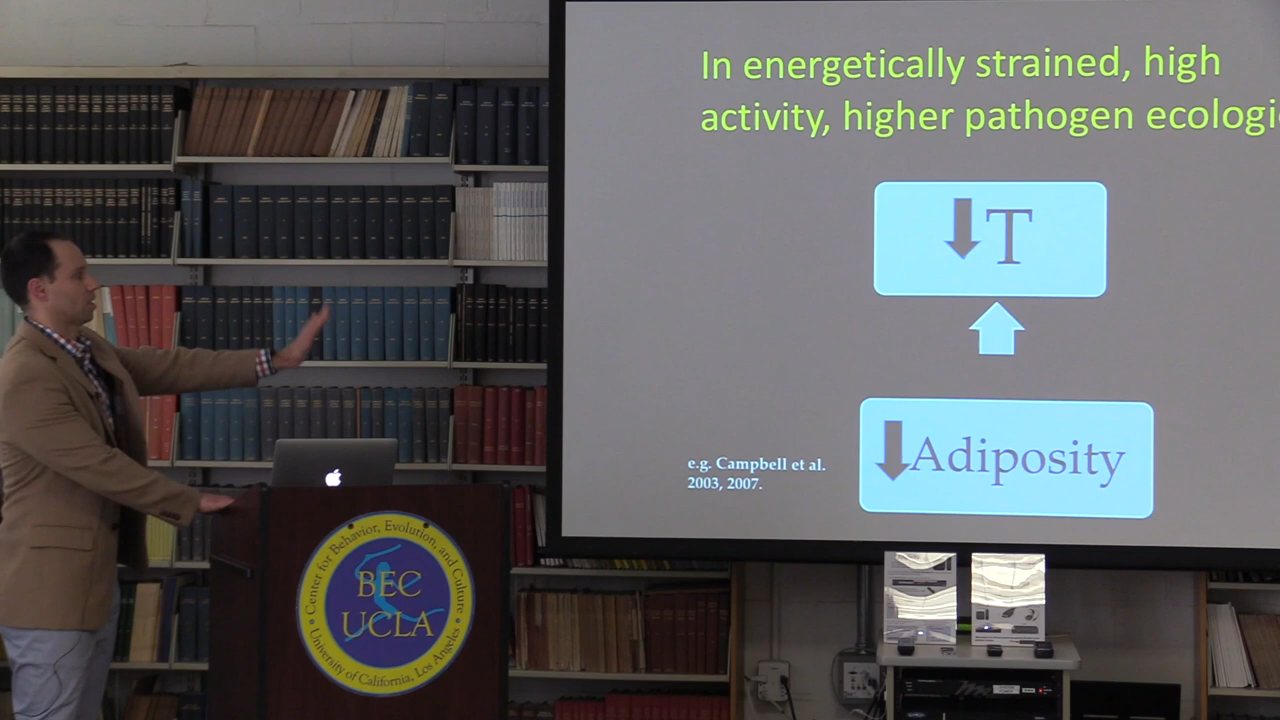 In energetically strained, high
activity, higher pathogen ecologi
T
Adiposity
e.g. Campbell et al.
2003, 2007.
Center for Behavior, Evolution, and Culture
BEC
UCLA
University of California, Los Angeles